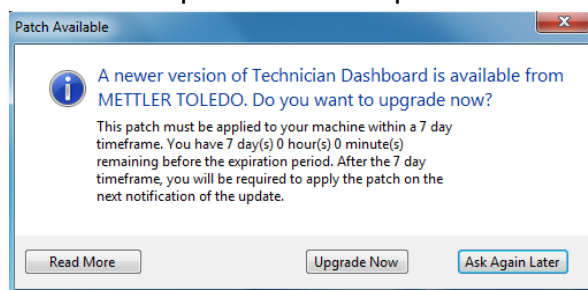 Patch Available
A newer version of Technician Dashboard is available from
METTLER TOLEDO. Do you want to upgrade now?
This patch must be applied to your machine within a 7 day
timeframe. You have 7 day(s) 0 hour(s) 0 minute(s)
remaining before the expiration period. After the 7 day
timeframe, you will be required to apply the patch on the
next notification of the update.
Read More
Upgrade Now
Ask Again Later